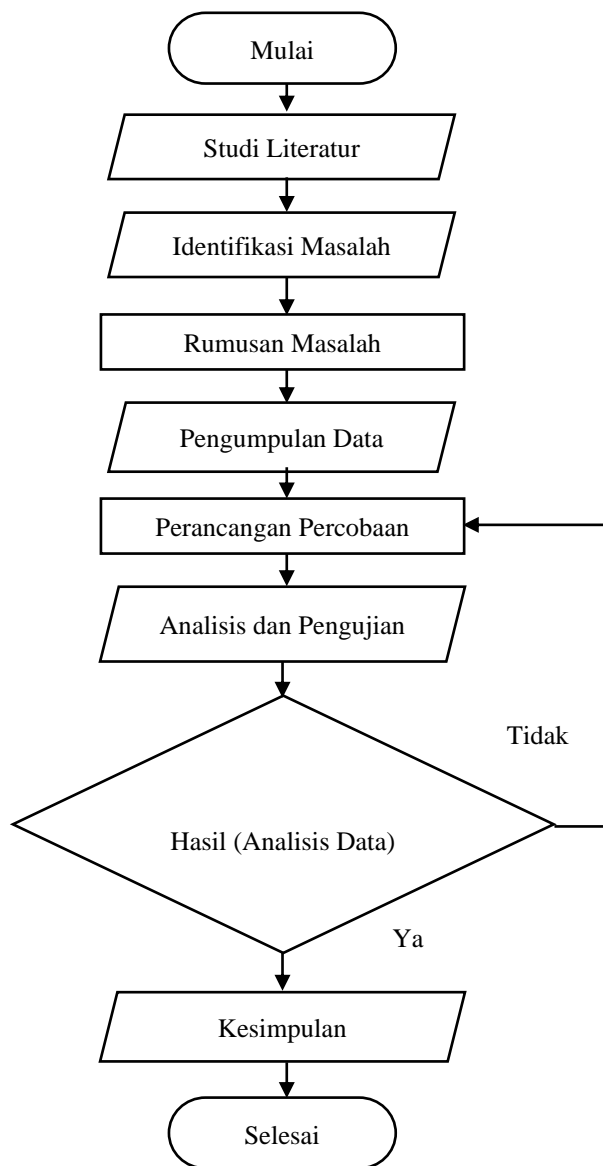 Mulai
Studi Literatur
Identifikasi Masalah
Rumusan Masalah
Pengumpulan Data
Perancangan Percobaan
Analisis dan Pengujian
Tidak
Hasil (Analisis Data)
Ya
Kesimpulan
Selesai